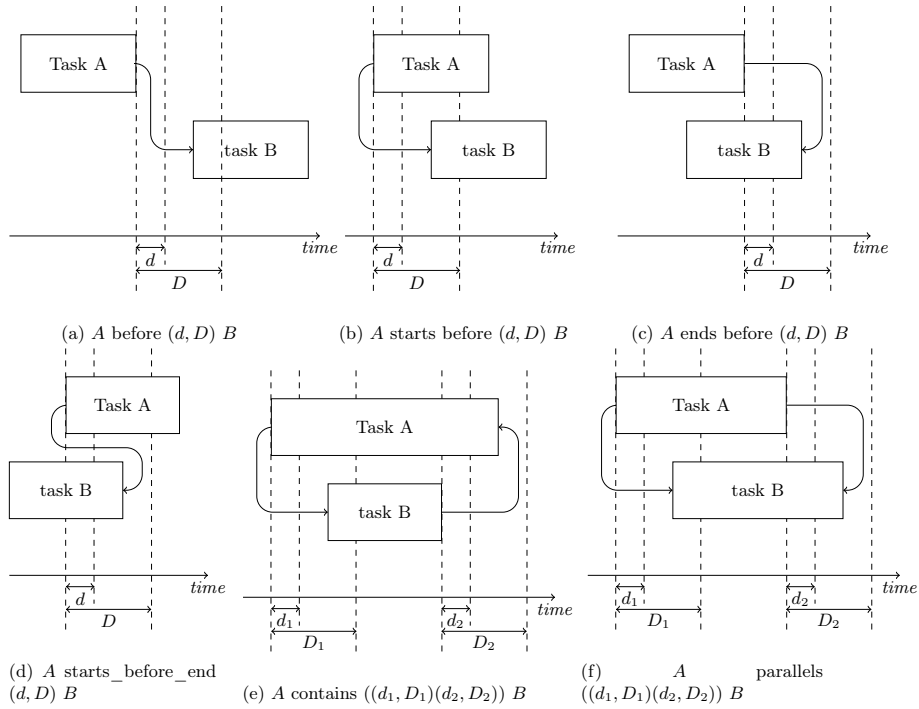 Task A
task B
time
d
D
(a) A before (d, D) B
Task A
task B
time
d
D
(b) A starts before (d, D) B
Task A
task B
time
d
D
(c) A ends before (d, D) B
Task A
task B
time
d
D
(d) A starts_before_end
(d, D) B
Task A
task B
time
d₁ d₂
D₁ D₂
(e) A contains ((d₁, D₁)(d₂, D₂)) B
Task A
task B
time
d₁ d₂
D₁ D₂
(f) A parallels
((d₁, D₁)(d₂, D₂)) B